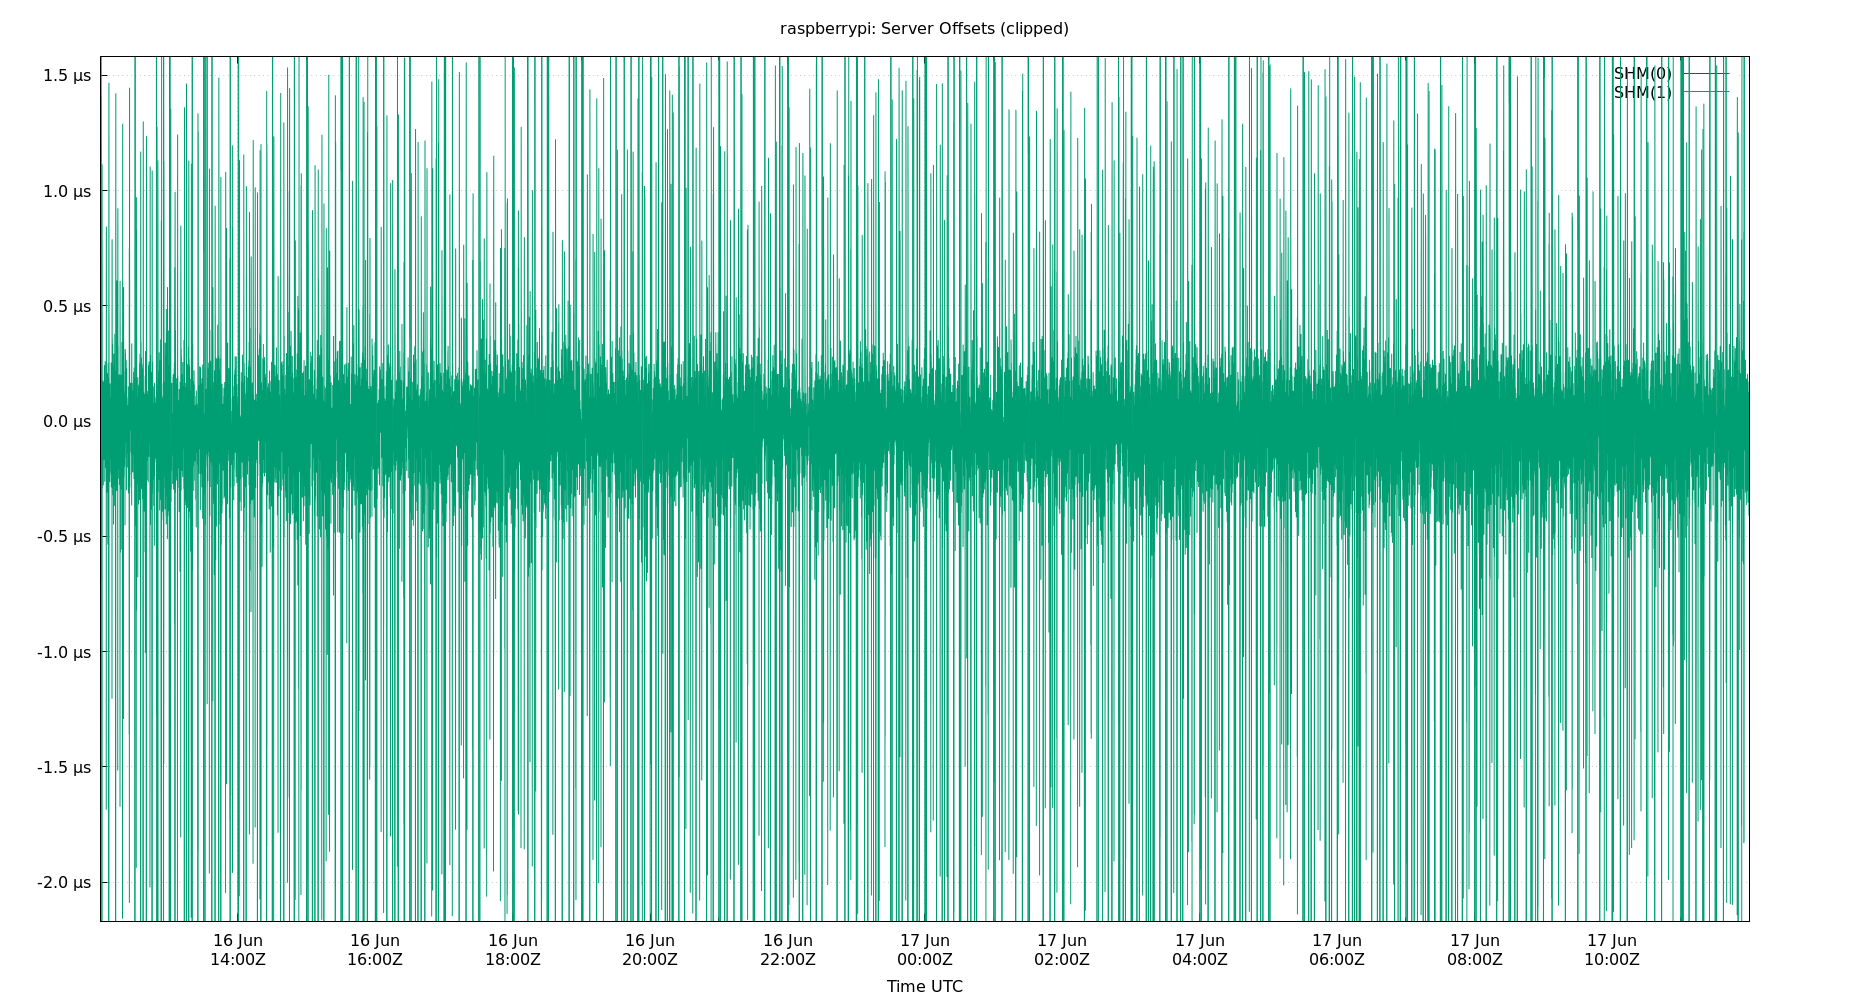 raspberrypi: Server Offsets (clipped)
1.5 µs
1.0 µs
0.5 µs
0.0 µs
-0.5 µs
-1.0 µs
-1.5 µs
-2.0 µs
SHM(0)
SHM(1)
16 Jun 16 Jun 16 Jun 16 Jun 16 Jun 17 Jun 17 Jun 17 Jun 17 Jun 17 Jun 17 Jun
14:00Z 16:00Z 18:00Z 20:00Z 22:00Z 00:00Z 02:00Z 04:00Z 06:00Z 08:00Z 10:00Z
Time UTC